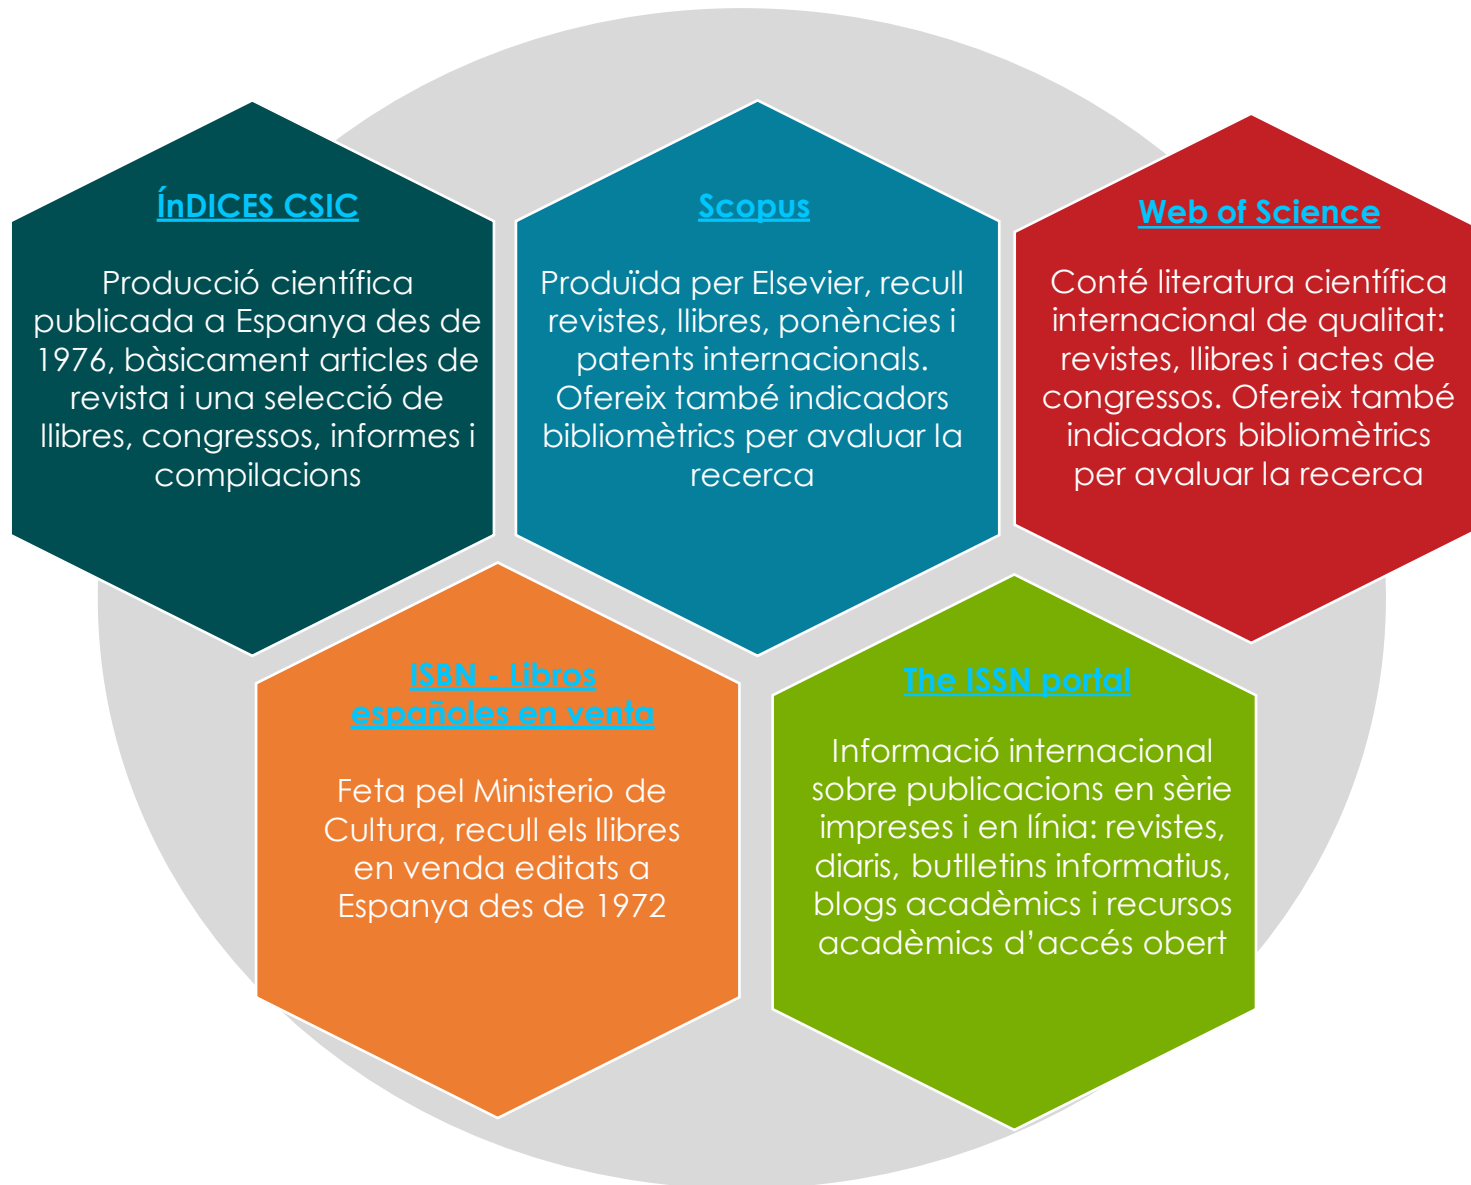 ÍnDICES CSIC
Producció científica
publicada a Espanya des de
1976, bàsicament articles de
revista i una selecció de
llibres, congressos, informes i
compilacions
Scopus
Produïda per Elsevier, recull
revistes, llibres, ponències i
patents internacionals.
Ofereix també indicadors
bibliomètrics per avaluar la
recerca
Web of Science
Conté literatura científica
internacional de qualitat:
revistes, llibres i actes de
congressos. Ofereix també
indicadors bibliomètrics
per avaluar la recerca
ISBN - Libros
españoles en venta
Feta pel Ministerio de
Cultura, recull els llibres
en venda editats a
Espanya des de 1972
The ISSN portal
Informació internacional
sobre publicacions en sèrie
impreses i en línia: revistes,
diaris, butlletins informatius,
blogs acadèmics i recursos
acadèmics d’accés obert